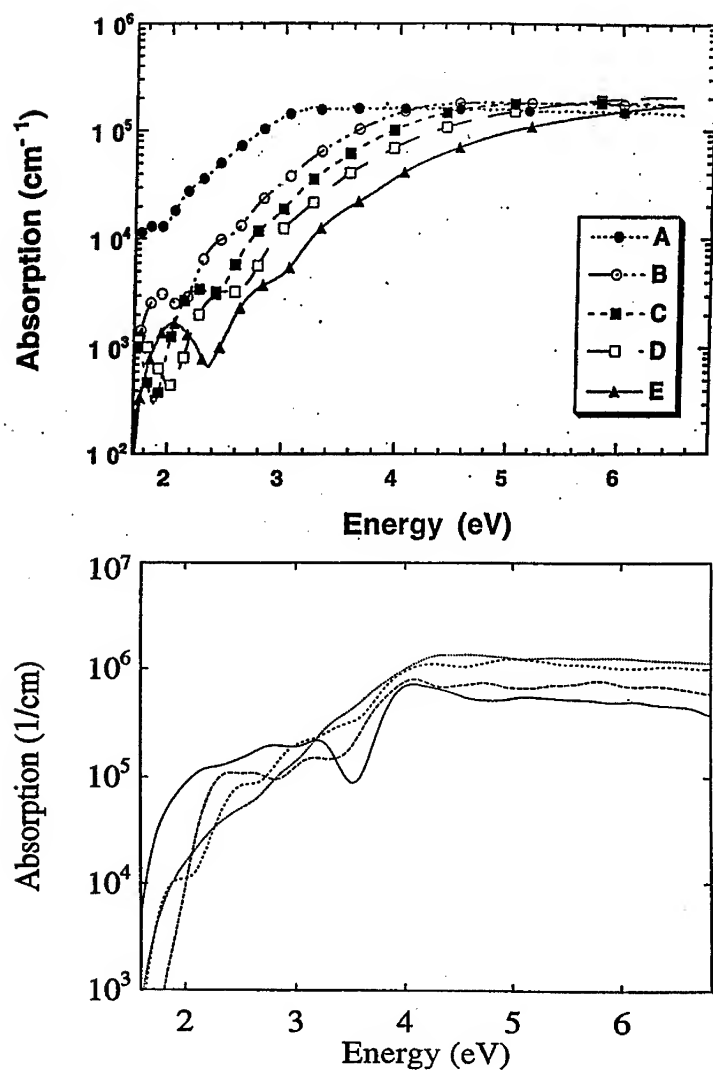 10⁶
10⁵
10⁴
10³
10²
Absorption (cm⁻¹)
A
B
C
D
E
2 3 4 5 6
Energy (eV)
10⁷
10⁶
10⁵
10⁴
10³
Absorption (1/cm)
2 3 4 5 6
Energy (eV)